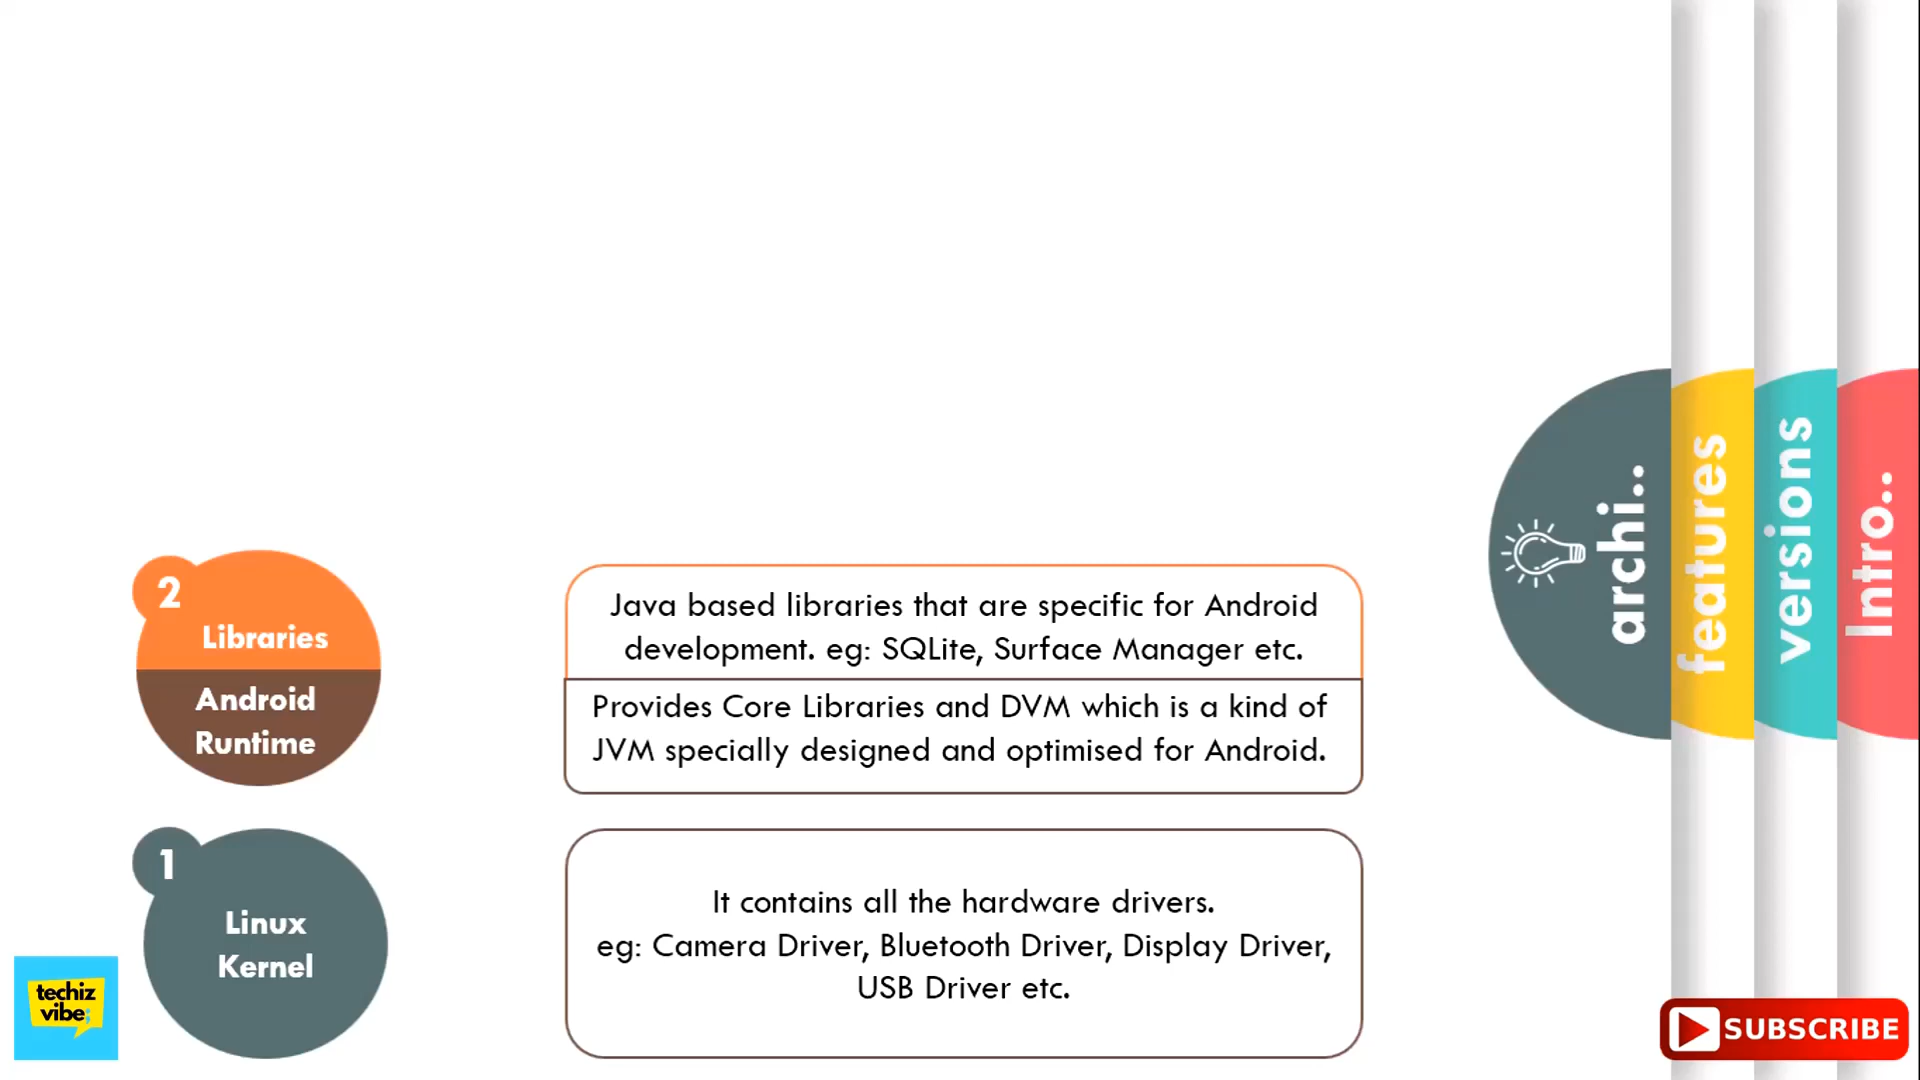 2
Libraries
Android
Runtime
Java based libraries that are specific for Android
development. eg: SQLite, Surface Manager etc.
Provides Core Libraries and DVM which is a kind of
JVM specially designed and optimised for Android.
1
Linux
Kernel
It contains all the hardware drivers.
eg: Camera Driver, Bluetooth Driver, Display Driver,
USB Driver etc.
archi..
features
versions
Intro..
techiz
vibe;
SUBSCRIBE